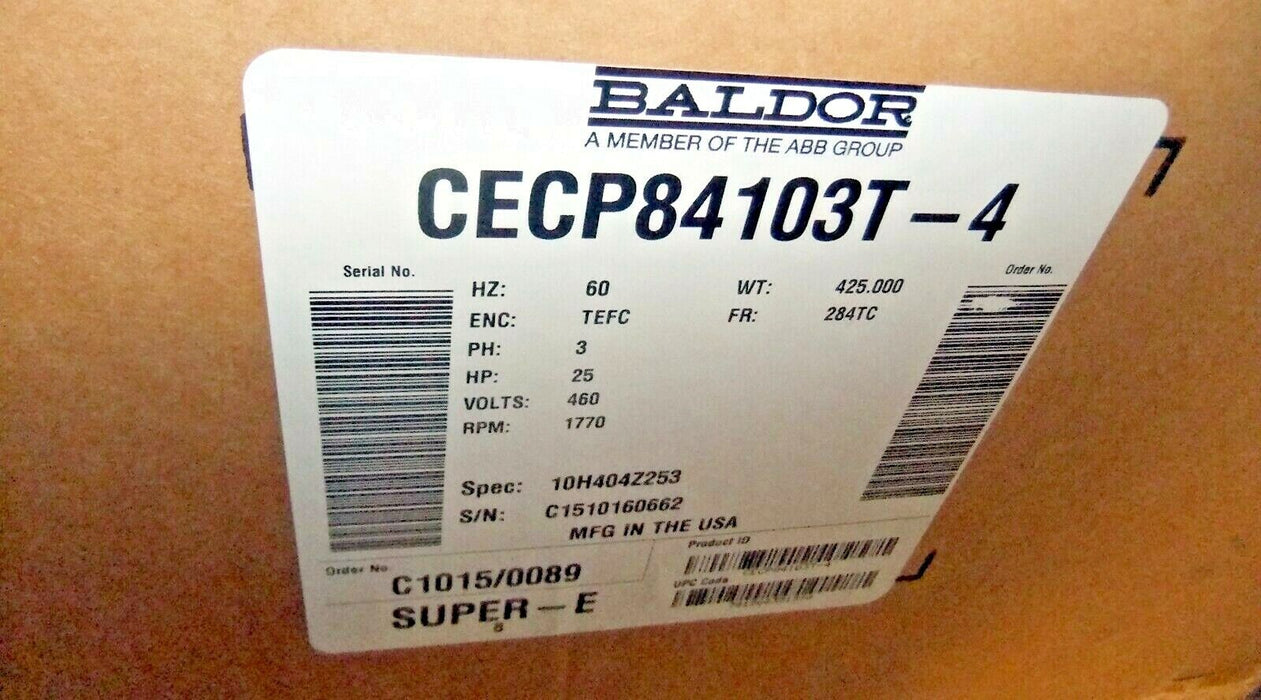 BALDOR
A MEMBER OF THE ABB GROUP
CECP84103T-4
Serial No.
Order No.
HZ: 60 WT: 425.000
ENC: TEFC FR: 284TC
PH: 3
HP: 25
VOLTS: 460
RPM: 1770
Spec: 10H404Z253
S/N: C1510160662
MFG IN THE USA
Order No. C1015/0089
Product ID
UPC Code
SUPER-E